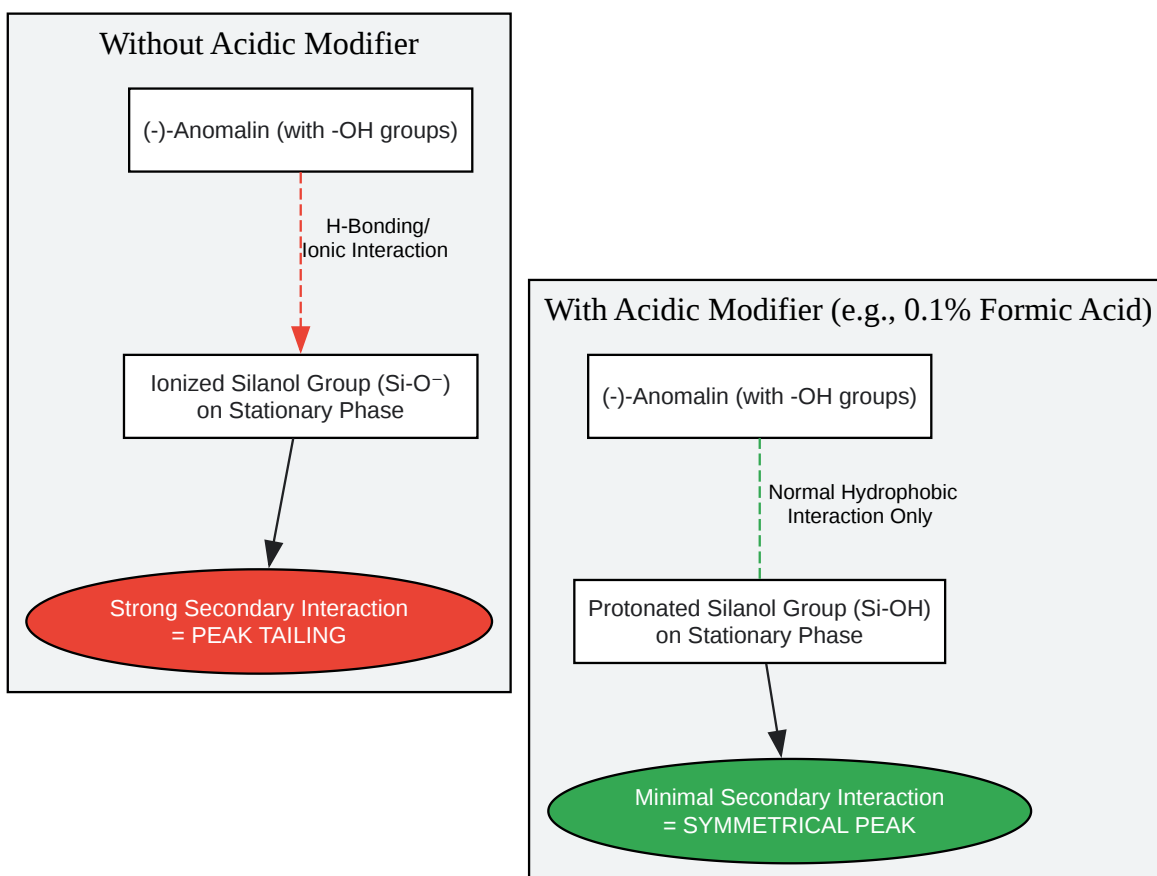 Without Acidic Modifier
(-)-Anomalin (with -OH groups)
H-Bonding/
Ionic Interaction
Ionized Silanol Group (Si-O⁻)
on Stationary Phase
Strong Secondary Interaction
= PEAK TAILING
With Acidic Modifier (e.g., 0.1% Formic Acid)
(-)-Anomalin (with -OH groups)
Normal Hydrophobic
Interaction Only
Protonated Silanol Group (Si-OH)
on Stationary Phase
Minimal Secondary Interaction
= SYMMETRICAL PEAK